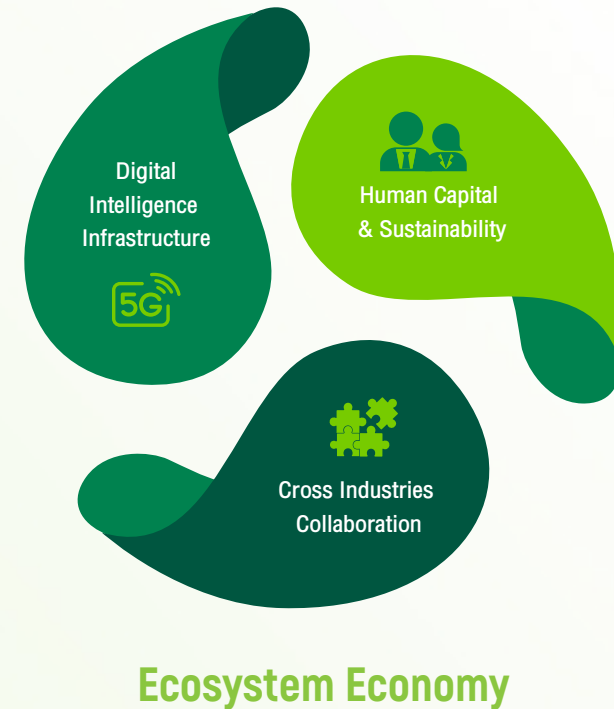 Digital
Intelligence
Infrastructure
5G
Human Capital
& Sustainability
Cross Industries
Collaboration
Ecosystem Economy